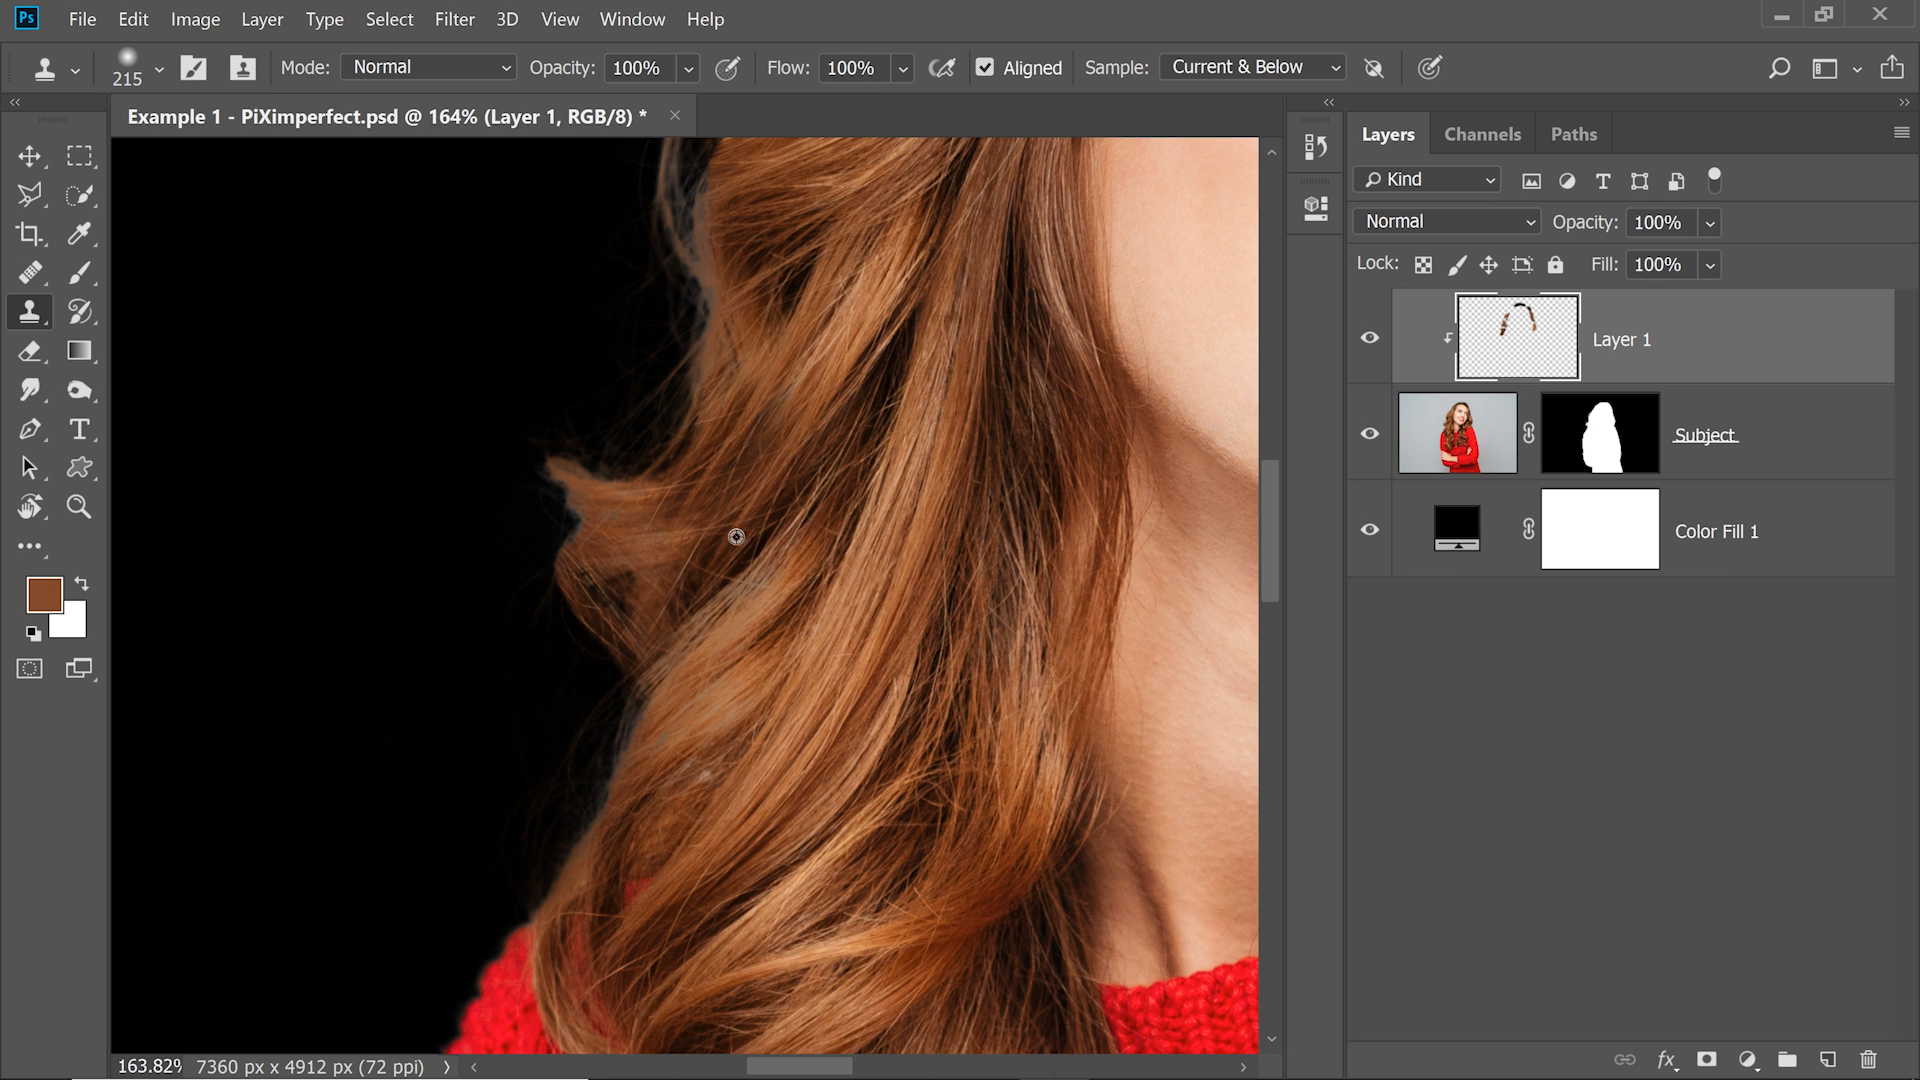 Ps File Edit Image Layer Type Select Filter 3D View Window Help
215 Mode: Normal Opacity: 100% Flow: 100% Aligned Sample: Current & Below
Example 1 - PiXimperfect.psd @ 164% (Layer 1, RGB/8) *
Layers Channels Paths
Kind
Normal Opacity: 100%
Lock: Fill: 100%
Layer 1
Subject
Color Fill 1
T
fx
163.82% 7360 px x 4912 px (72 ppi)